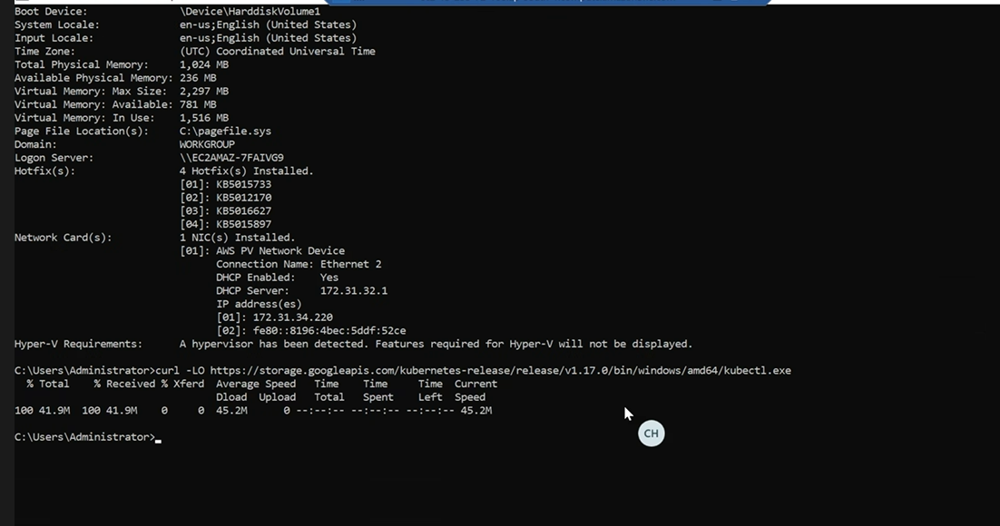 Boot Device: \Device\HarddiskVolume1
System Locale: en-us;English (United States)
Input Locale: en-us;English (United States)
Time Zone: (UTC) Coordinated Universal Time
Total Physical Memory: 1,024 MB
Available Physical Memory: 236 MB
Virtual Memory: Max Size: 2,297 MB
Virtual Memory: Available: 781 MB
Virtual Memory: In Use: 1,516 MB
Page File Location(s): C:\pagefile.sys
Domain: WORKGROUP
Logon Server: \\EC2AMAZ-7FAIVG9
Hotfix(s): 4 Hotfix(s) Installed.
[01]: KB5015733
[02]: KB5012170
[03]: KB5016627
[04]: KB5015897
Network Card(s): 1 NIC(s) Installed.
[01]: AWS PV Network Device
Connection Name: Ethernet 2
DHCP Enabled: Yes
DHCP Server: 172.31.32.1
IP address(es)
[01]: 172.31.34.220
[02]: fe80::8196:4bec:5ddf:52ce
Hyper-V Requirements: A hypervisor has been detected. Features required for Hyper-V will not be displayed.
C:\Users\Administrator>curl -LO https://storage.googleapis.com/kubernetes-release/release/v1.17.0/bin/windows/amd64/kubectl.exe
% Total % Received % Xferd Average Speed Time Time Time Current
Dload Upload Total Spent Left Speed
100 41.9M 100 41.9M 0 0 45.2M 0 --:--:-- --:--:-- --:--:-- 45.2M
CH
C:\Users\Administrator>